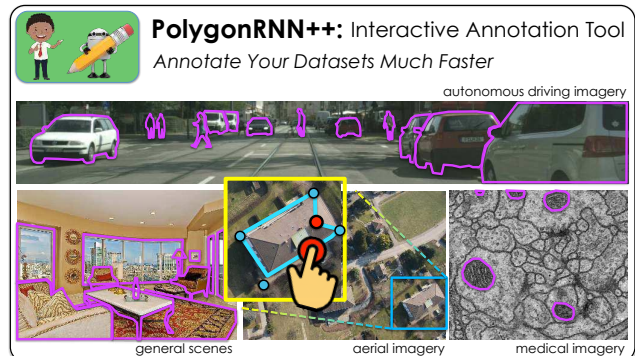 PolygonRNN++: Interactive Annotation Tool
Annotate Your Datasets Much Faster
autonomous driving imagery
general scenes
aerial imagery
medical imagery